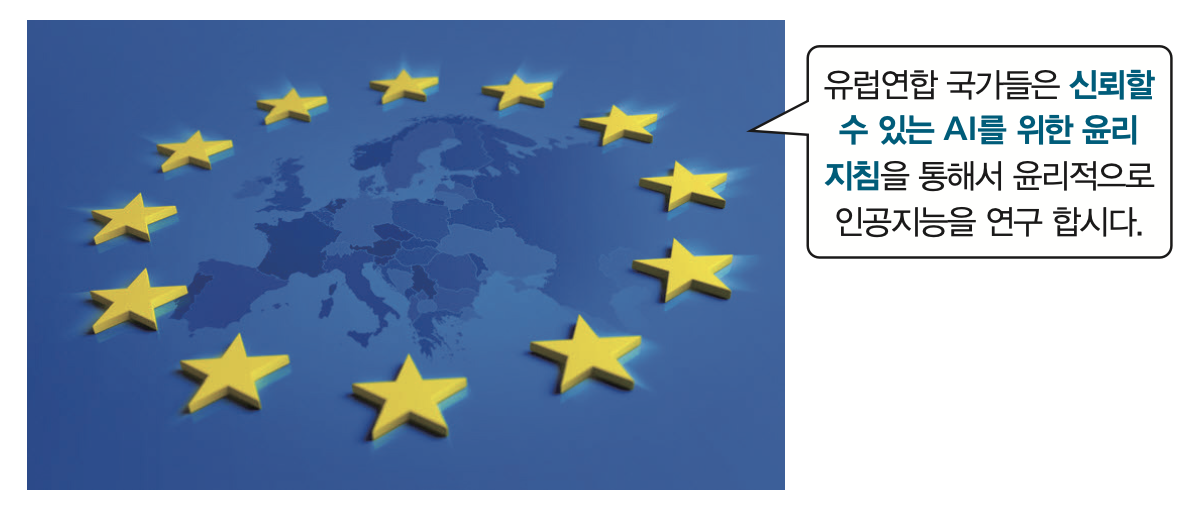 유럽연합 국가들은 신뢰할
수 있는 AI를 위한 윤리
지침을 통해서 윤리적으로
인공지능을 연구 합시다.